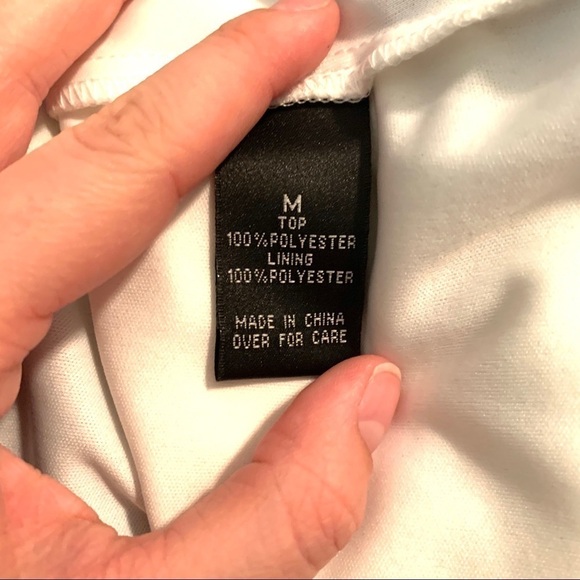 M
TOP
100%POLYESTER
LINING
100%POLYESTER
MADE IN CHINA
OVER FOR CARE